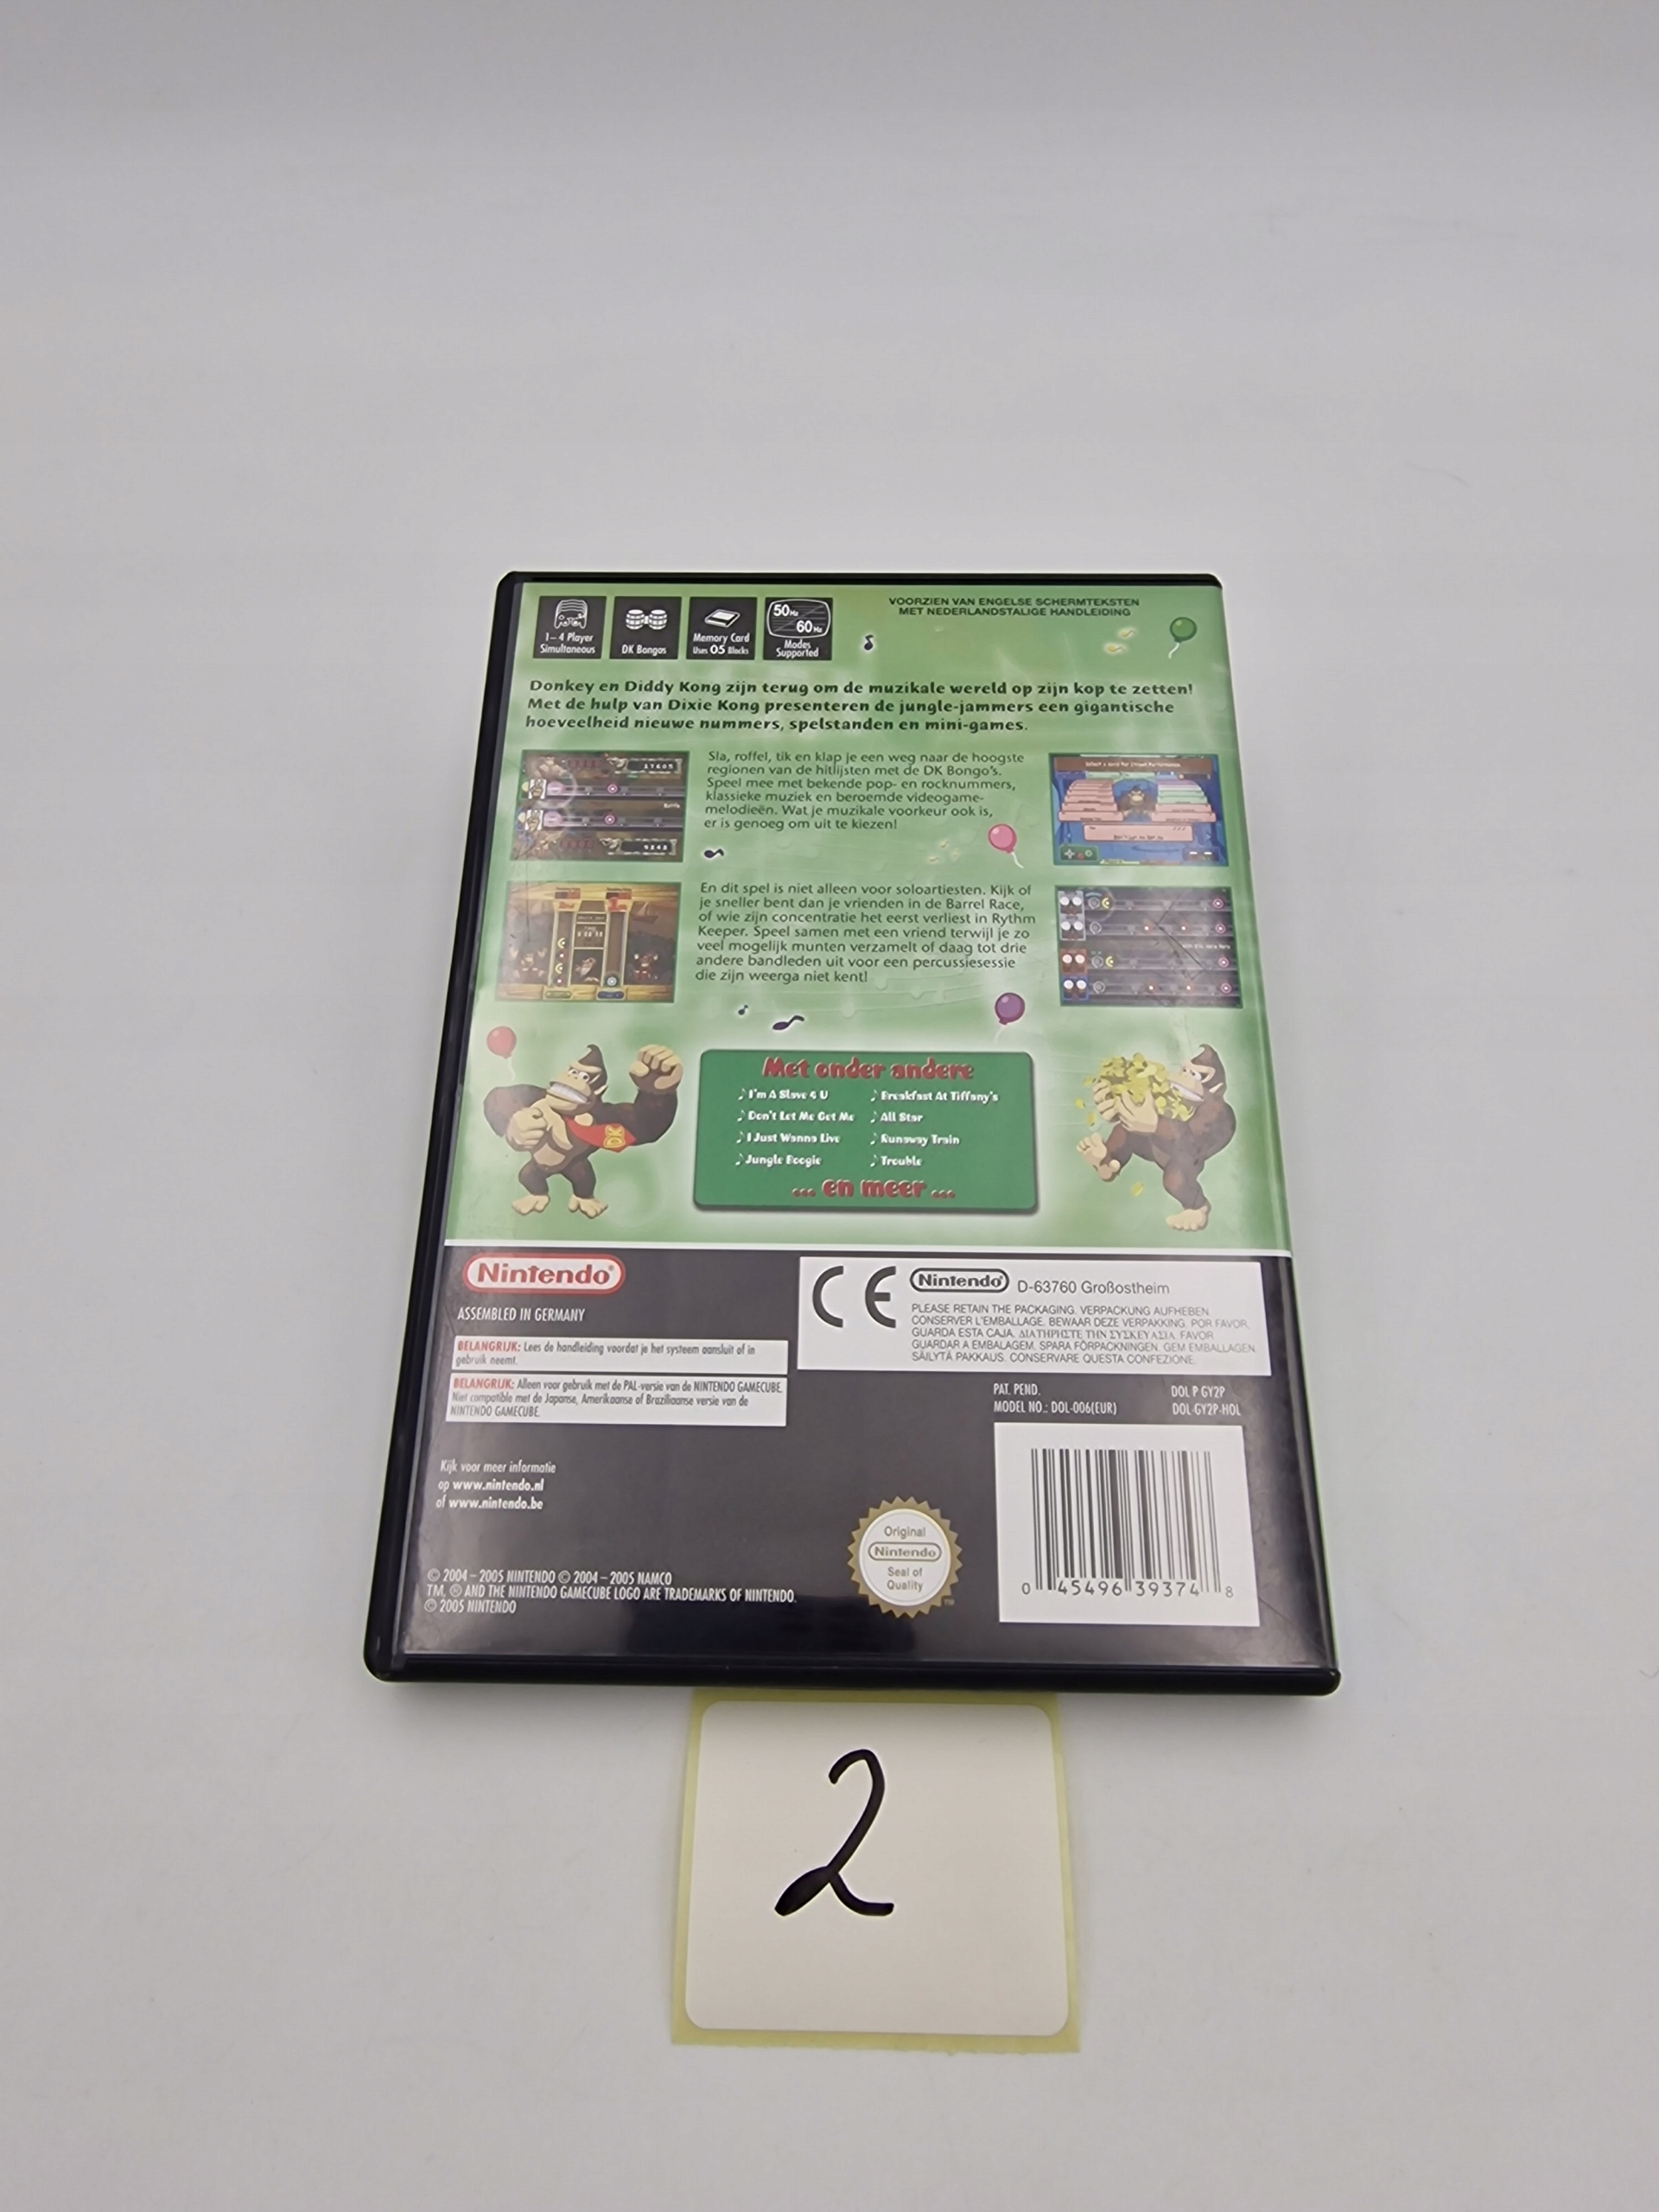 1-4 Player
Simultaneous
DK Bongos
Memory Card
Uses 05 Blocks
50Hz
60Hz
Modes
Supported
VOORZIEN VAN ENGELSE SCHERMTEKSTEN
MET NEDERLANDSTALIGE HANDLEIDING
Donkey en Diddy Kong zijn terug om de muzikale wereld op zijn kop te zetten!
Met de hulp van Dixie Kong presenteren de jungle-jammers een gigantische
hoeveelheid nieuwe nummers, spelstanden en mini-games.
Sla, roffel, tik en klap je een weg naar de hoogste
regionen van de hitlijsten met de DK Bongo's.
Speel mee met bekende pop- en rocknummers,
klassieke muziek en beroemde videogame-
melodieën. Wat je muzikale voorkeur ook is,
er is genoeg om uit te kiezen!
En dit spel is niet alleen voor soloartiesten. Kijk of
je sneller bent dan je vrienden in de Barrel Race,
of wie zijn concentratie het eerst verliest in Rythm
Keeper. Speel samen met een vriend terwijl je zo
veel mogelijk munten verzamelt of daag tot drie
andere bandleden uit voor een percussiesessie
die zijn weerga niet kent!
Met onder andere
I'm A Slave 4 U
Breakfast At Tiffany's
Don't Let Me Get Me
All Star
I Just Wanna Live
Runaway Train
Jungle Boogie
Trouble
... en meer ...
Nintendo®
ASSEMBLED IN GERMANY
BELANGRIJK: Lees de handleiding voordat je het systeem aansluit of in
gebruik neemt.
BELANGRIJK: Alleen voor gebruik met de PAL-versie van de NINTENDO GAMECUBE.
Niet compatible met de Japanse, Amerikaanse of Braziliaanse versie van de
NINTENDO GAMECUBE.
CE
Nintendo® D-63760 Großostheim
PLEASE RETAIN THE PACKAGING. VERPACKUNG AUFHEBEN.
CONSERVER L'EMBALLAGE. BEWAAR DEZE VERPAKKING. POR FAVOR,
GUARDA ESTA CAJA. ΔΙΑΤΗΡΗΣΤΕ ΤΗΝ ΣΥΣΚΕΥΑΣΙΑ. FAVOR
GUARDAR A EMBALAGEM. SPARA FÖRPACKNINGEN. GEM EMBALLAGEN.
SÄILYTÄ PAKKAUS. CONSERVARE QUESTA CONFEZIONE.
PAT. PEND.
DOL P GY2P
MODEL NO.: DOL-006(EUR)
DOL-GY2P-HOL
Kijk voor meer informatie
op www.nintendo.nl
of www.nintendo.be
Original
Nintendo
Seal of
Quality
TM
0 45496 39374 8
© 2004 – 2005 NINTENDO © 2004 – 2005 NAMCO
TM, ® AND THE NINTENDO GAMECUBE LOGO ARE TRADEMARKS OF NINTENDO.
© 2005 NINTENDO
2